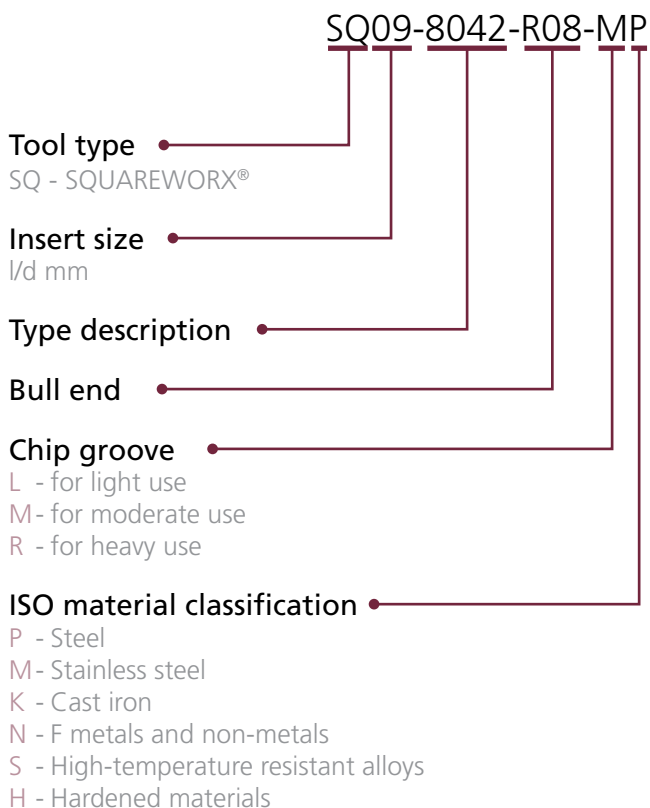 SQ09-8042-R08-MP
Tool type
SQ - SQUAREWORX®
Insert size
l/d mm
Type description
Bull end
Chip groove
L - for light use
M - for moderate use
R - for heavy use
ISO material classification
P - Steel
M - Stainless steel
K - Cast iron
N - F metals and non-metals
S - High-temperature resistant alloys
H - Hardened materials